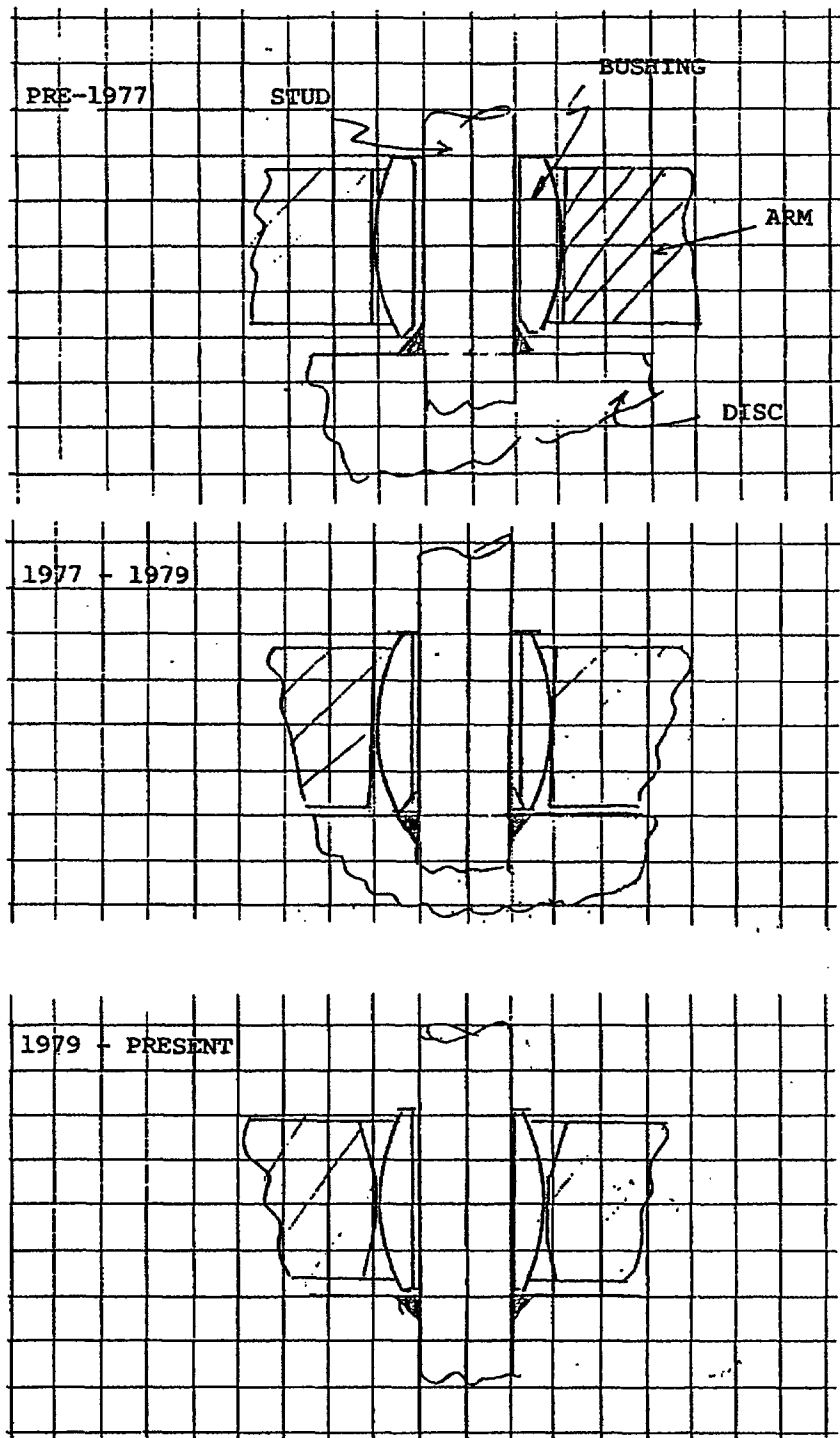 BUSHING
PRE-1977
STUD
ARM
DISC
1977 - 1979
1979 - PRESENT